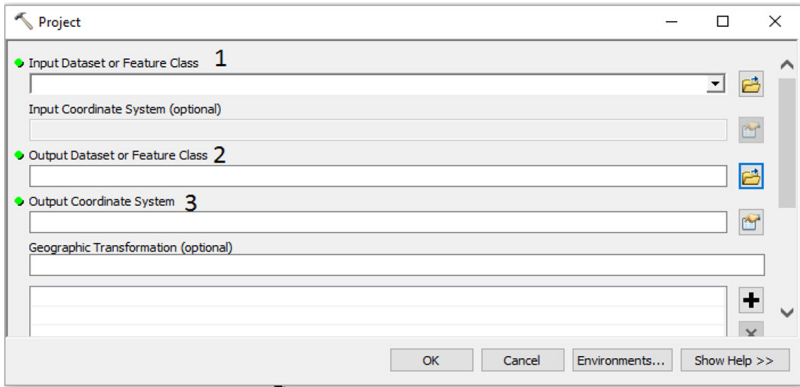 Project
Input Dataset or Feature Class 1
Input Coordinate System (optional)
Output Dataset or Feature Class 2
Output Coordinate System 3
Geographic Transformation (optional)
OK Cancel Environments... Show Help >>